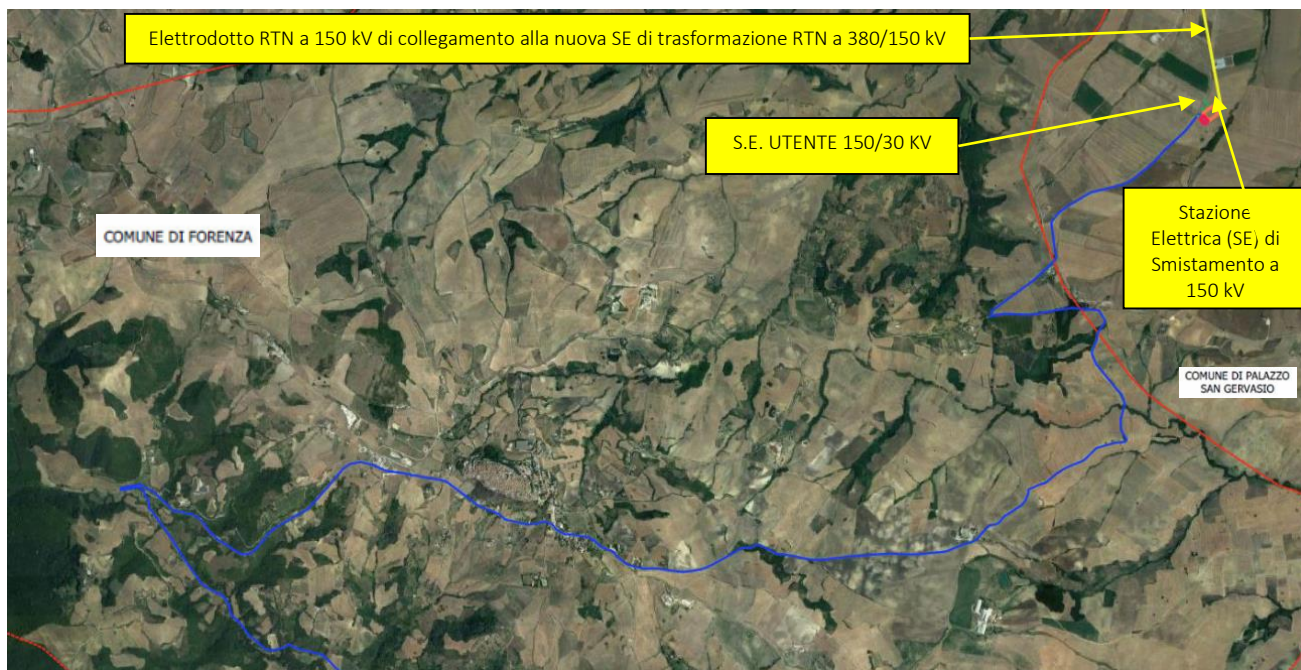 Elettrodotto RTN a 150 kV di collegamento alla nuova SE di trasformazione RTN a 380/150 kV
S.E. UTENTE 150/30 KV
Stazione
Elettrica (SE) di
Smistamento a
150 kV
COMUNE DI FORENZA
COMUNE DI PALAZZO
SAN GERVASIO